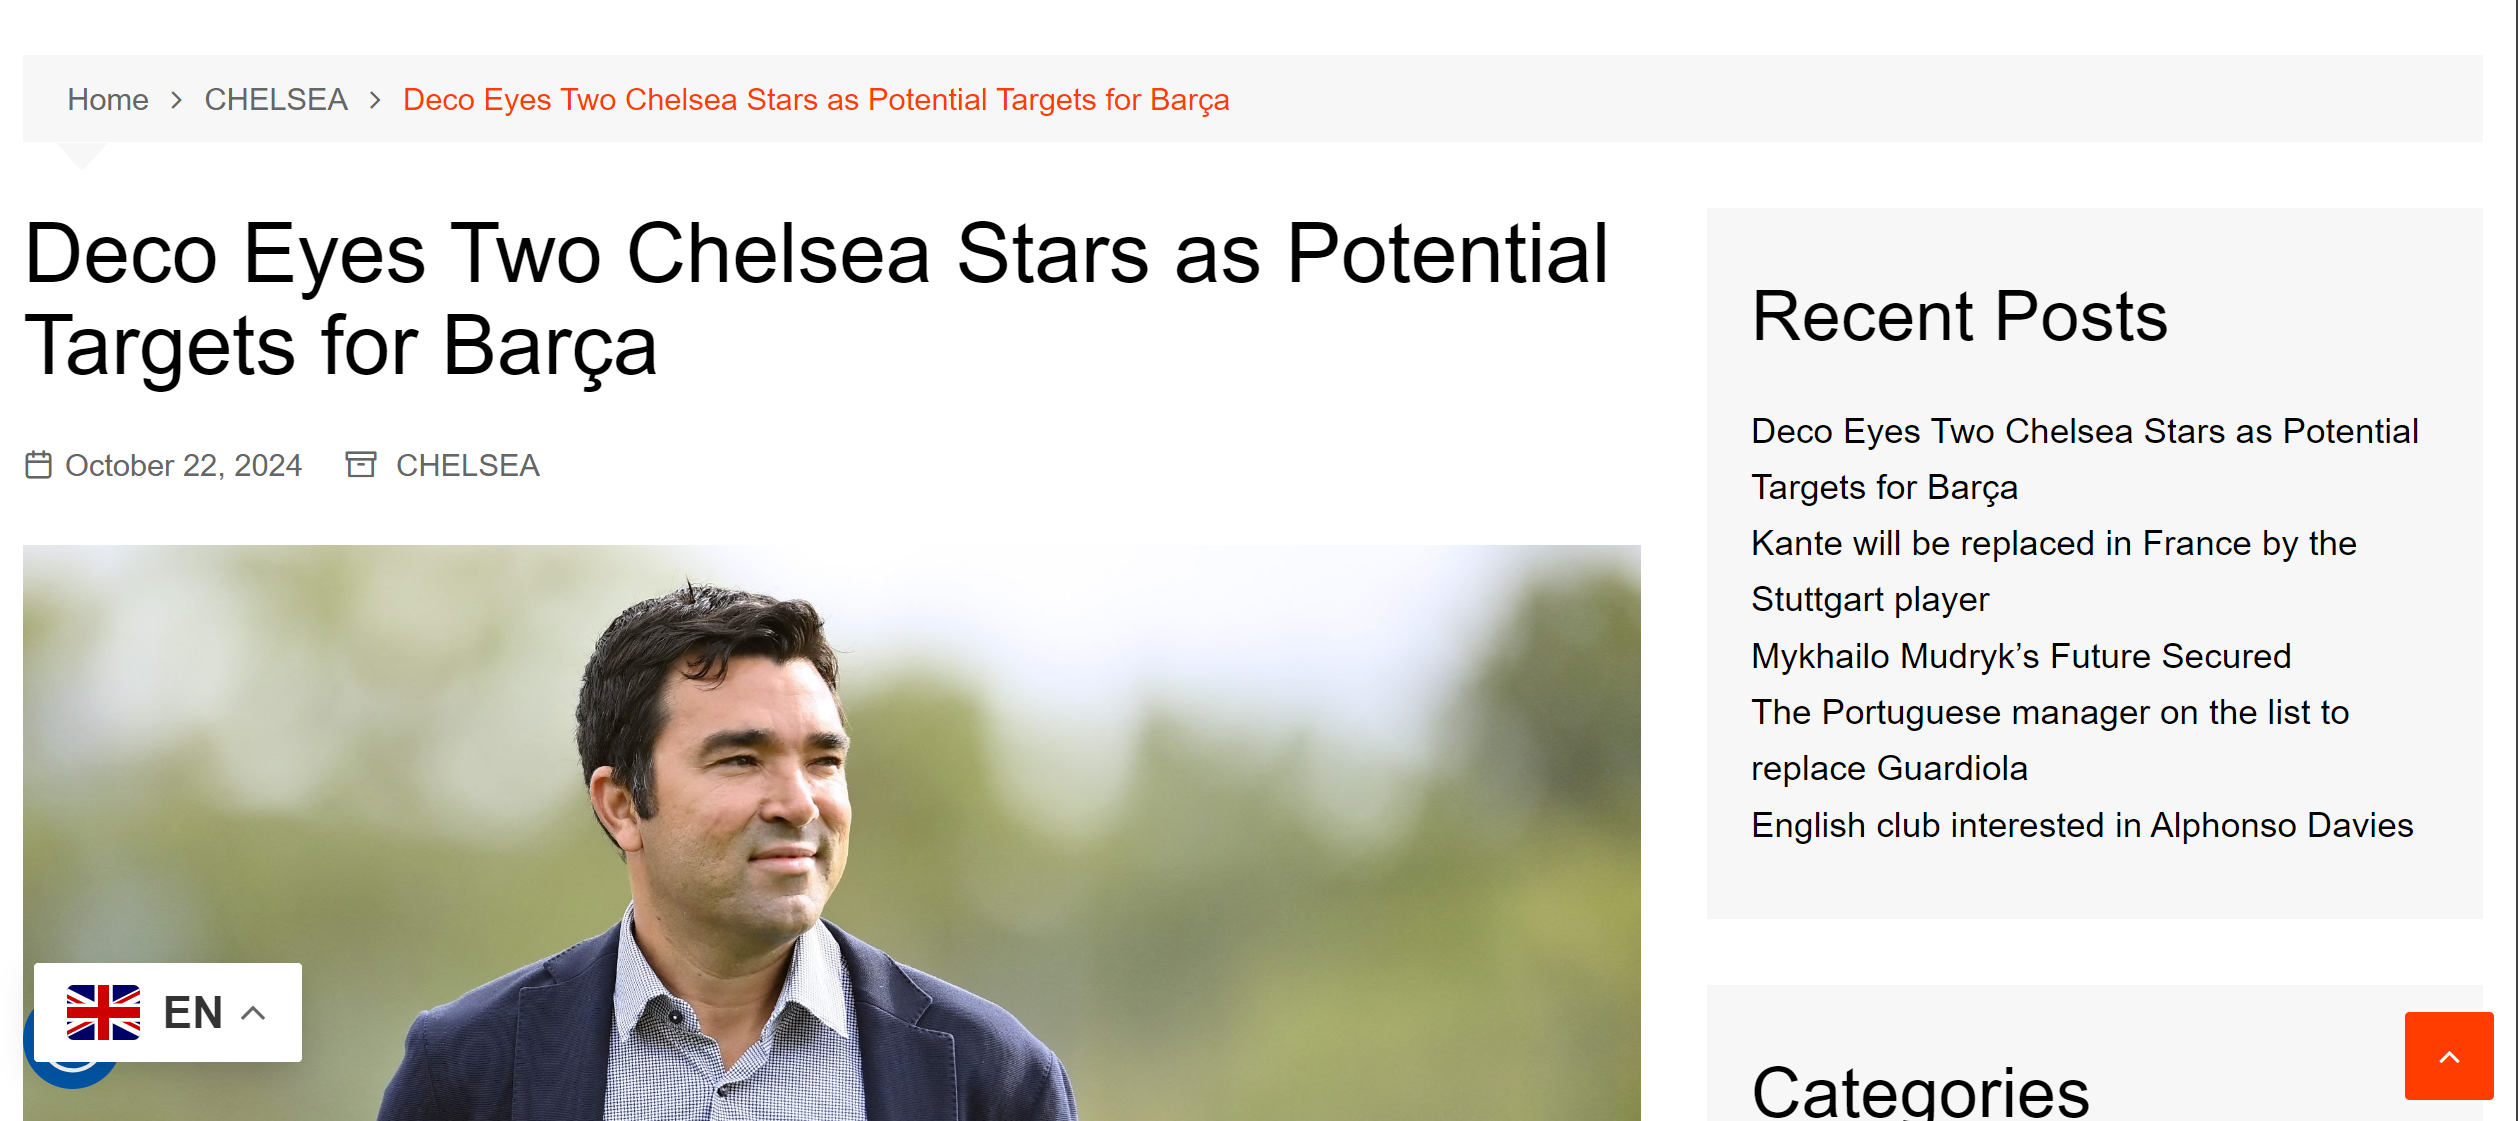 Home > CHELSEA > Deco Eyes Two Chelsea Stars as Potential Targets for Barça
Deco Eyes Two Chelsea Stars as Potential
Targets for Barça
October 22, 2024 CHELSEA
EN
Recent Posts
Deco Eyes Two Chelsea Stars as Potential
Targets for Barça
Kante will be replaced in France by the
Stuttgart player
Mykhailo Mudryk’s Future Secured
The Portuguese manager on the list to
replace Guardiola
English club interested in Alphonso Davies
Categories